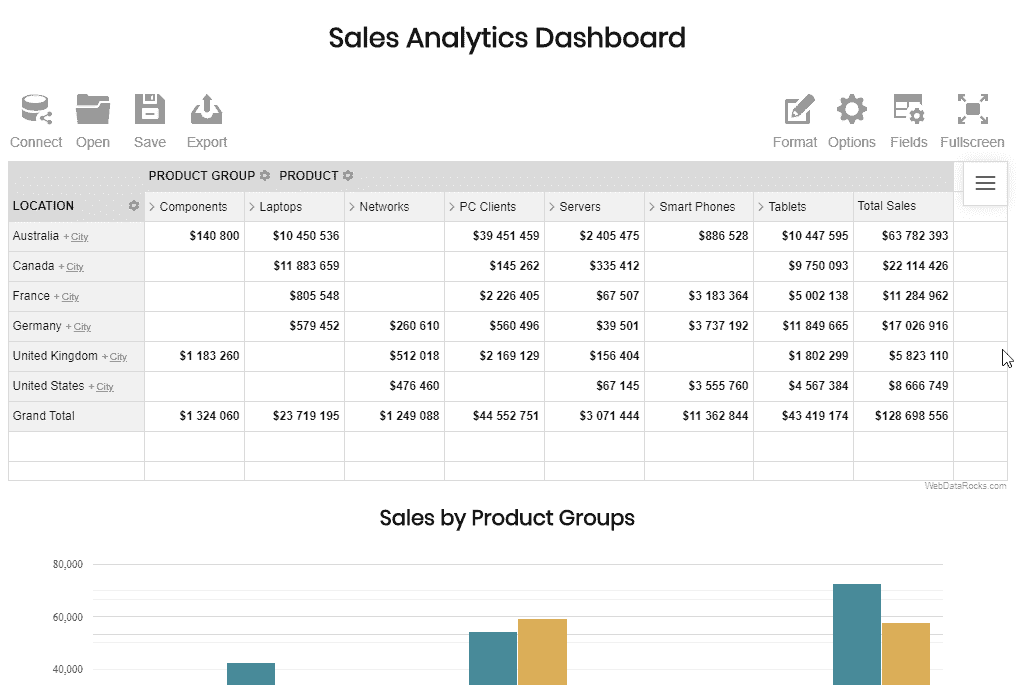 Sales Analytics Dashboard
Connect Open Save Export Format Options Fields Fullscreen
PRODUCT GROUP PRODUCT
LOCATION Components Laptops Networks PC Clients Servers Smart Phones Tablets Total Sales
Australia + City $140 800 $10 450 536 $39 451 459 $2 405 475 $886 528 $10 447 595 $63 782 393
Canada + City $11 883 659 $145 262 $335 412 $9 750 093 $22 114 426
France + City $805 548 $2 226 405 $67 507 $3 183 364 $5 002 138 $11 284 962
Germany + City $579 452 $260 610 $560 496 $39 501 $3 737 192 $11 849 665 $17 026 916
United Kingdom + City $1 183 260 $512 018 $2 169 129 $156 404 $1 802 299 $5 823 110
United States + City $476 460 $67 145 $3 555 760 $4 567 384 $8 666 749
Grand Total $1 324 060 $23 719 195 $1 249 088 $44 552 751 $3 071 444 $11 362 844 $43 419 174 $128 698 556
WebDataRocks.com
Sales by Product Groups
80,000
60,000
40,000